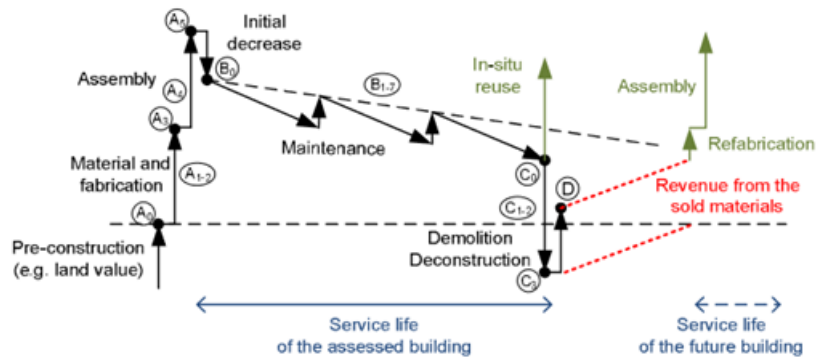 A5
Initial
decrease
B0
Assembly
A4
B1-7
In-situ
reuse
Assembly
A3
Maintenance
Refabrication
Material and
fabrication
A1-2
C0
D
Revenue from the
sold materials
C1-2
A0
Pre-construction
(e.g. land value)
Demolition
Deconstruction
C3
Service life
of the assessed building
Service life
of the future building